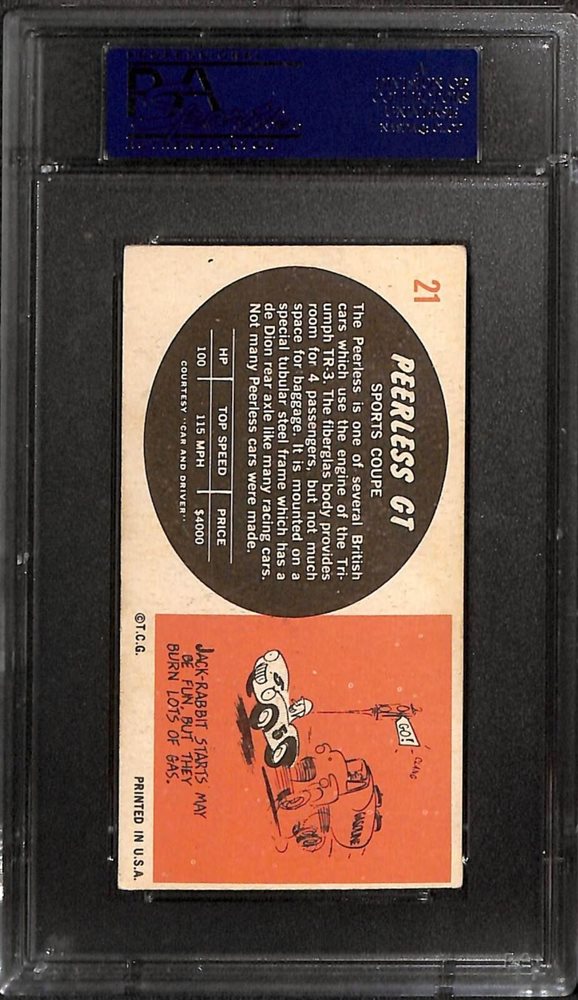 PSA
21
PEERLESS GT
SPORTS COUPE
The Peerless is one of several British
cars which use the engine of the Tri-
umph TR-3. The fiberglas body provides
room for 4 passengers, but not much
space for baggage. It is mounted on a
special tubular steel frame which has a
de Dion rear axle like many racing cars.
Not many Peerless cars were made.
HP TOP SPEED PRICE
100 115 MPH $4000
COURTESY "CAR AND DRIVER"
GO!
CLANG
GASOLINE
JACK-RABBIT STARTS MAY
BE FUN, BUT THEY
BURN LOTS OF GAS.
©T.C.G. PRINTED IN U.S.A.